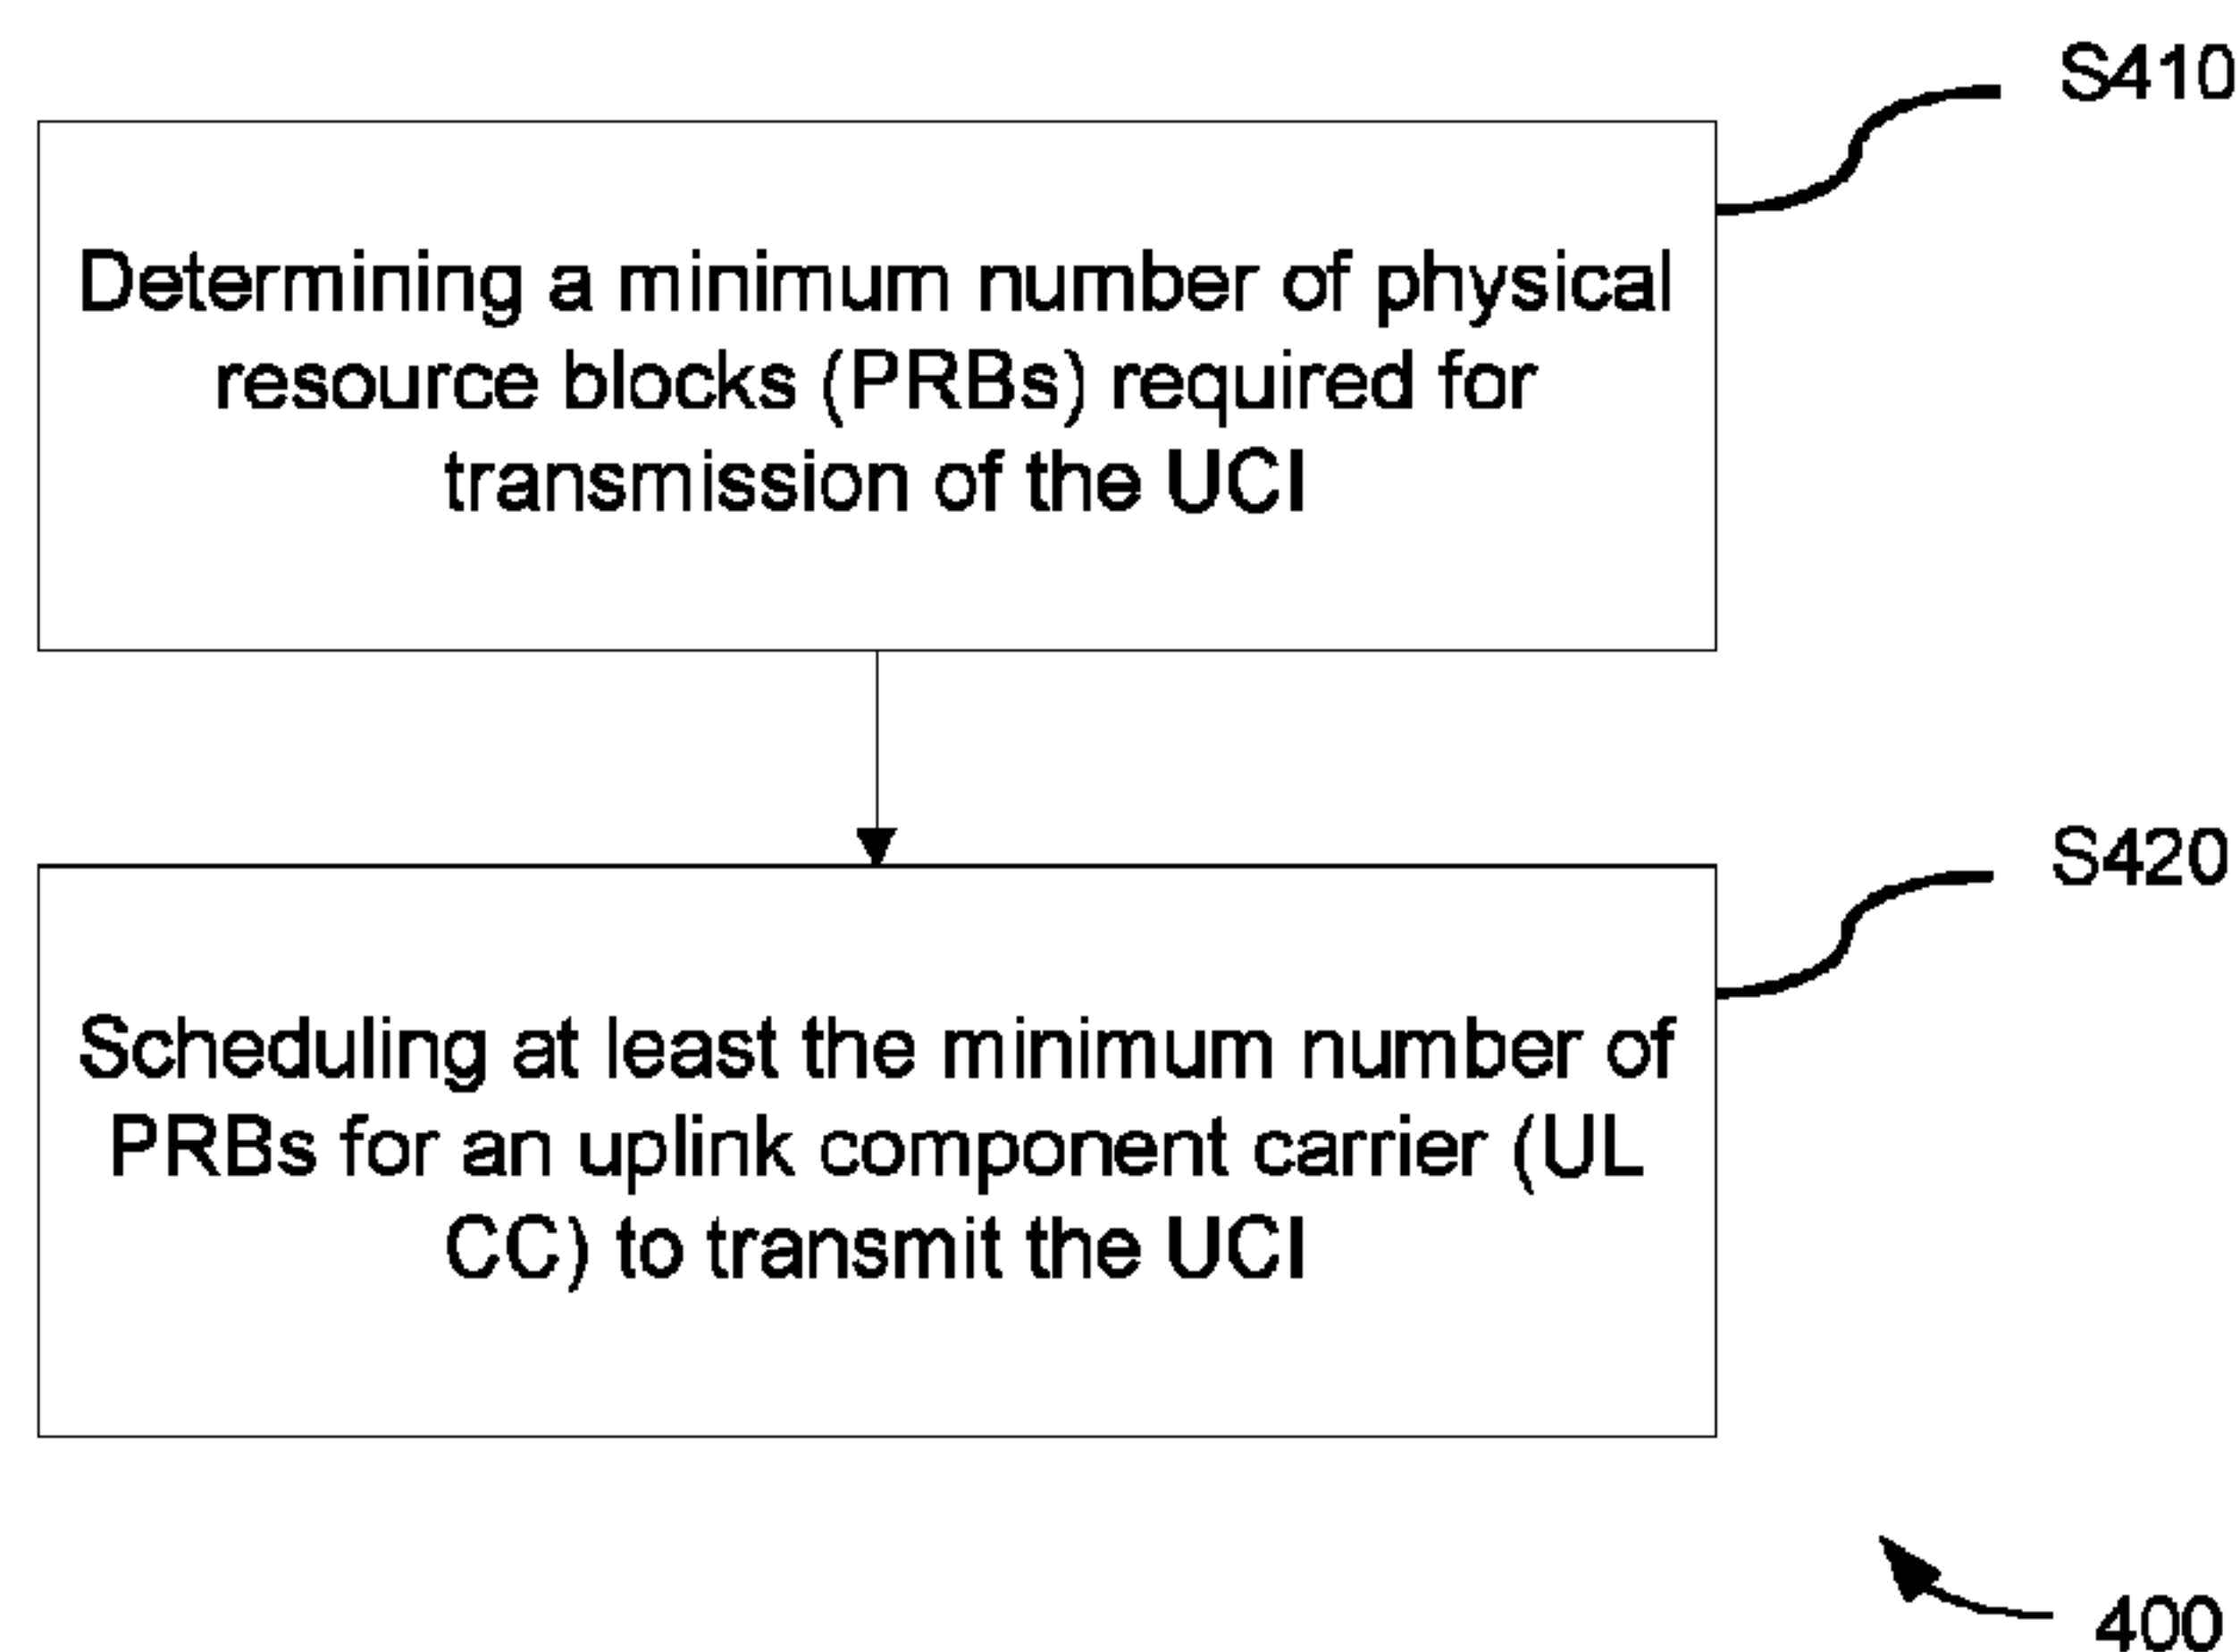 S410
Determining a minimum number of physical
resource blocks (PRBs) required for
transmission of the UCI
S420
Scheduling at least the minimum number of
PRBs for an uplink component carrier (UL
CC) to transmit the UCI
400